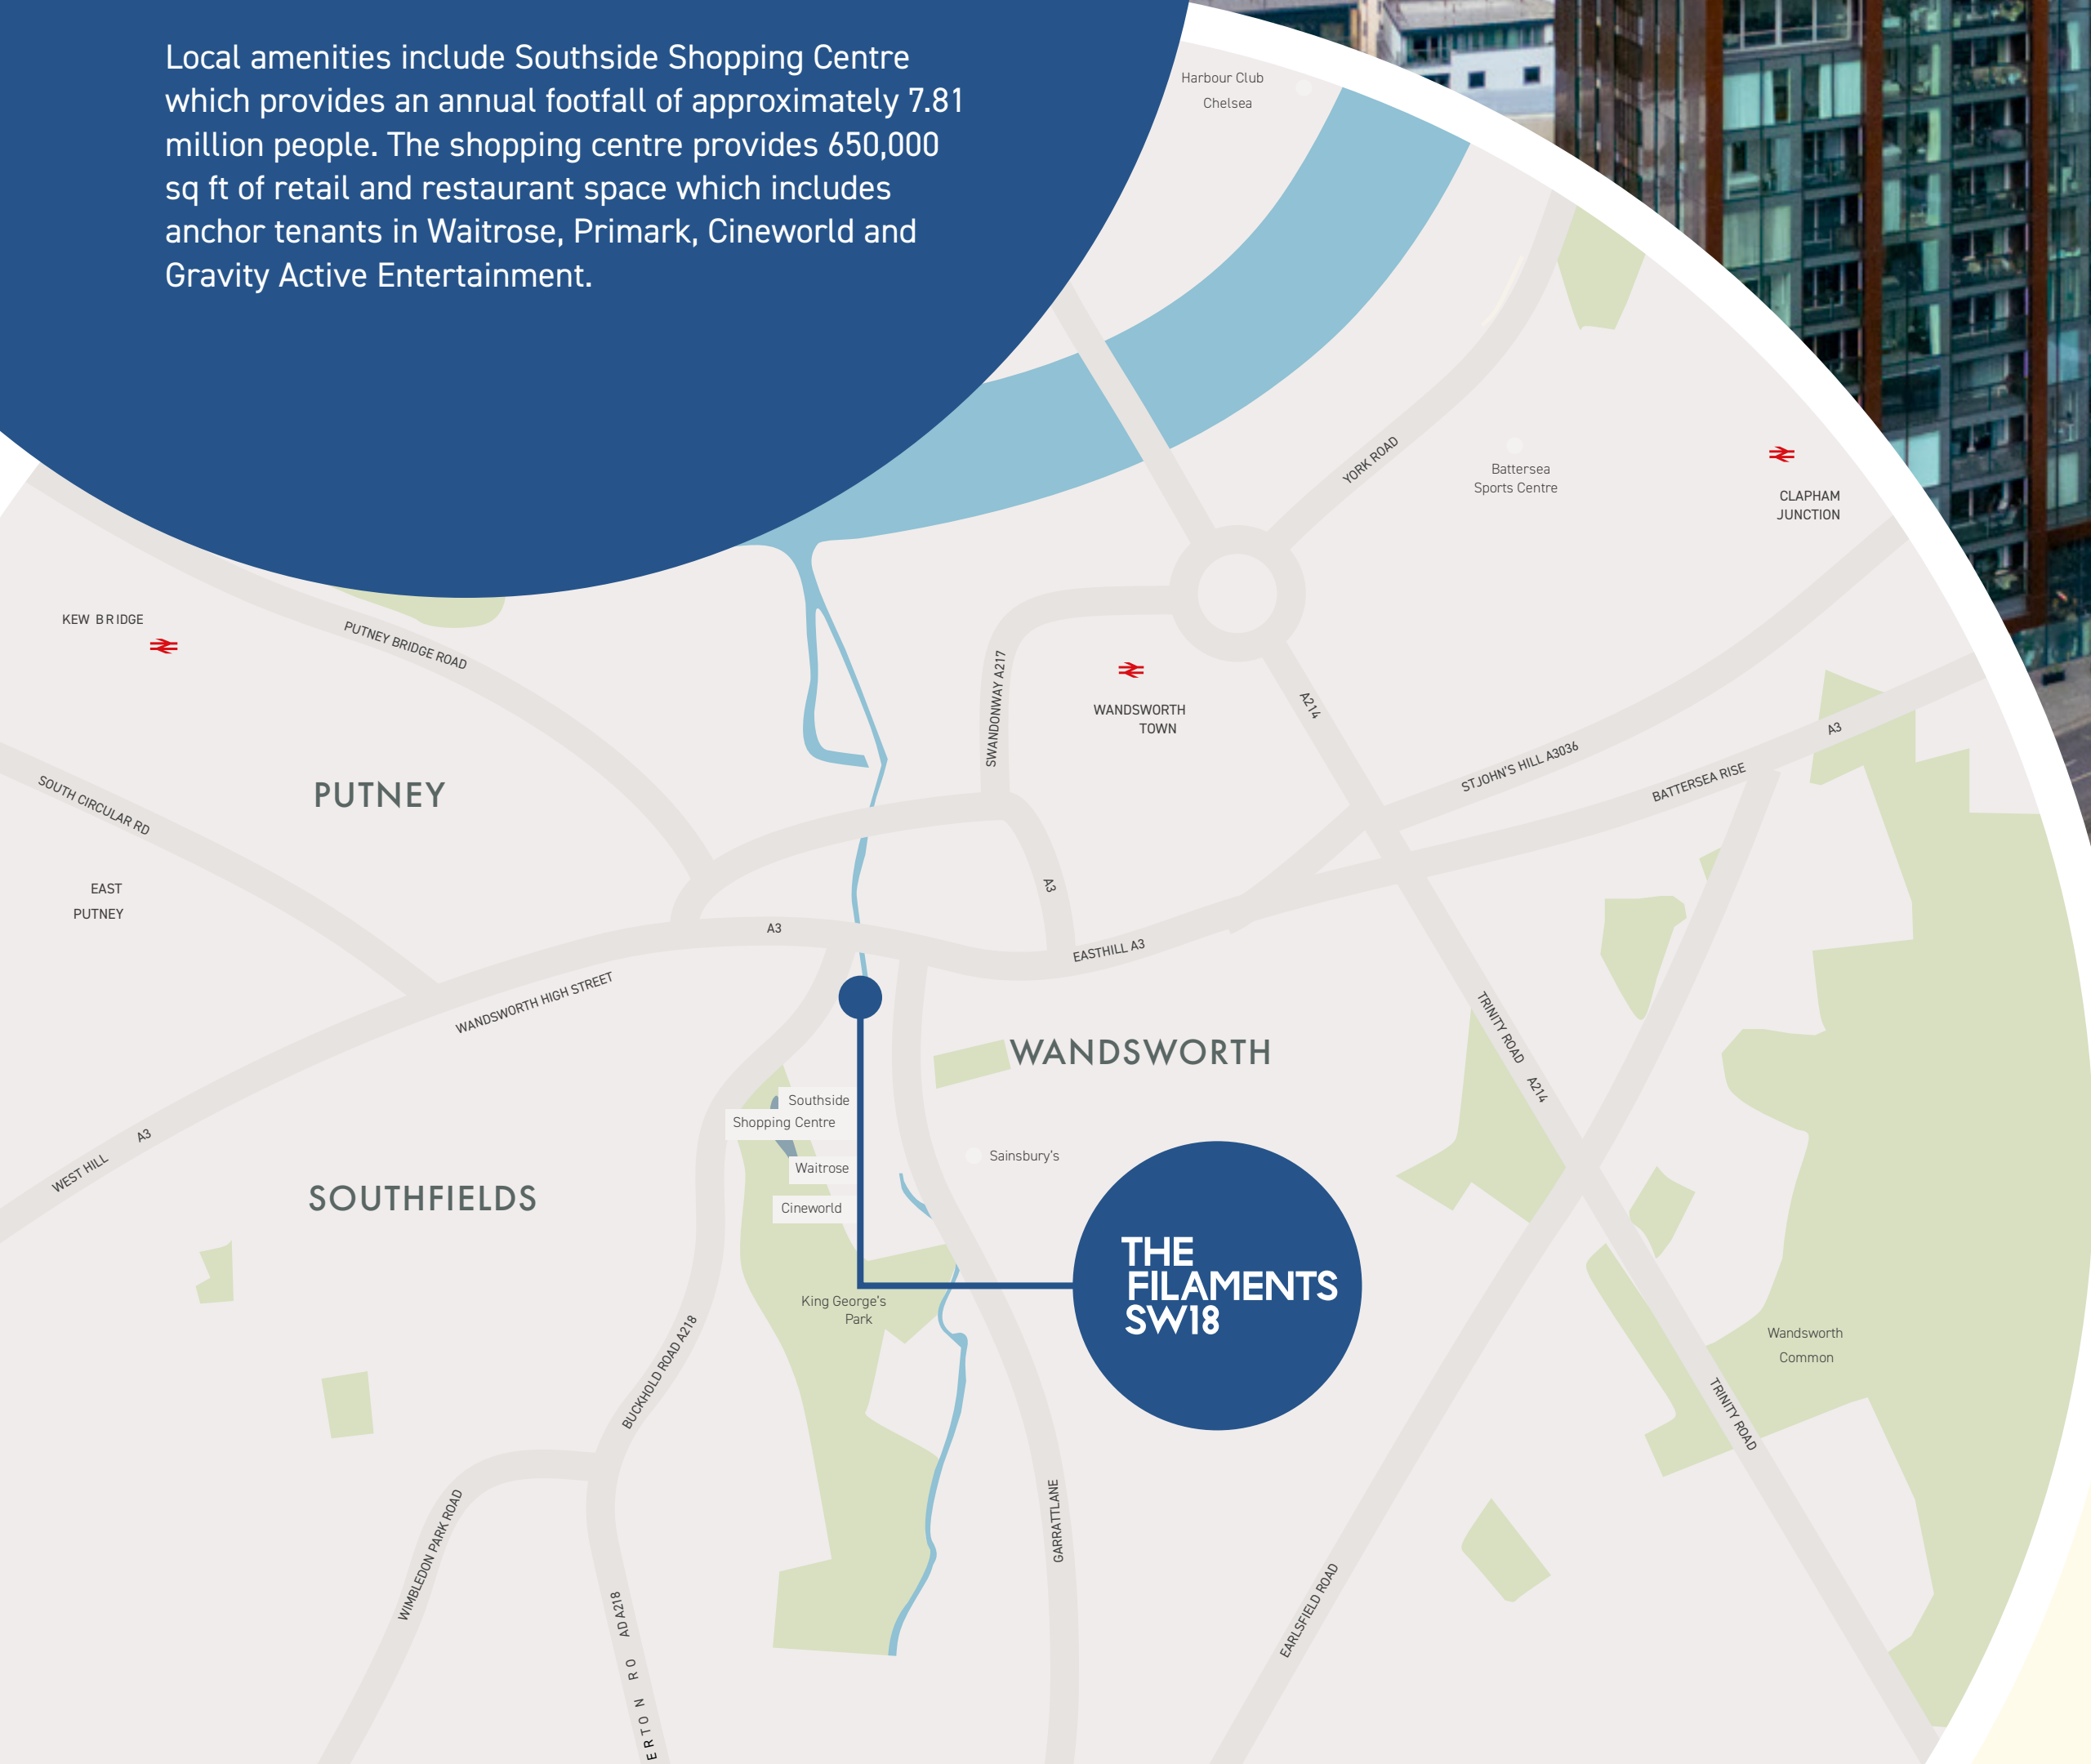 Local amenities include Southside Shopping Centre
which provides an annual footfall of approximately 7.81
million people. The shopping centre provides 650,000
sq ft of retail and restaurant space which includes
anchor tenants in Waitrose, Primark, Cineworld and
Gravity Active Entertainment.
Harbour Club
Chelsea
YORK ROAD
Battersea
Sports Centre
CLAPHAM
JUNCTION
KEW BRIDGE
PUTNEY BRIDGE ROAD
SWANDONWAY A217
WANDSWORTH
TOWN
A214
STJOHN'S HILL A3036
BATTERSEA RISE
A3
SOUTH CIRCULAR RD
PUTNEY
EAST
PUTNEY
A3
A3
EASTHILL A3
WANDSWORTH HIGH STREET
WANDSWORTH
TRINITY ROAD A214
Southside
Shopping Centre
Waitrose
Cineworld
Sainsbury's
A3
WEST HILL
SOUTHFIELDS
THE
FILAMENTS
SW18
King George's
Park
Wandsworth
Common
BUCKHOLD ROAD A218
TRINITY ROAD
WIMBLEDON PARK ROAD
GARRATTLANE
EARLSFIELD ROAD
ERTON RO AD A218